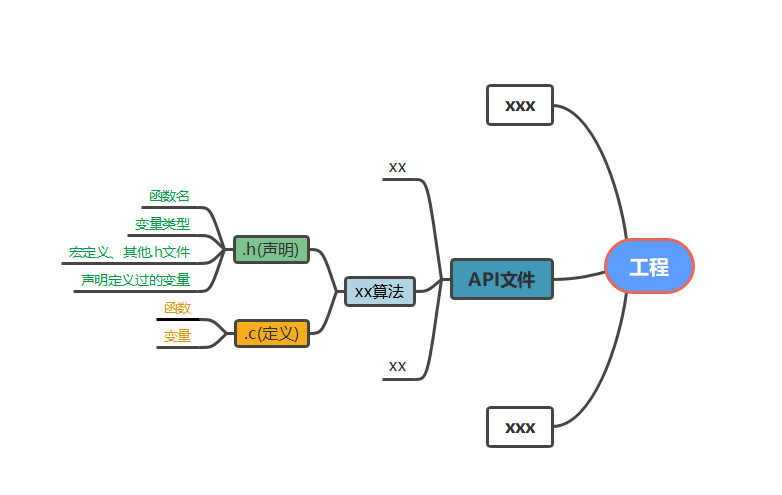 工程
xxx
API文件
xx
xx算法
.h(声明)
函数名
变量类型
宏定义、其他.h文件
声明定义过的变量
.c(定义)
函数
变量
xx
xxx